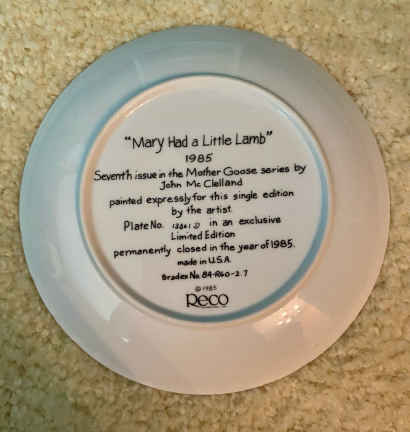 "Mary Had a Little Lamb"
1985
Seventh issue in the Mother Goose series by
John McClelland
painted expressly for this single edition
by the artist.
Plate No. in an exclusive
Limited Edition
permanently closed in the year of 1985.
made in U.S.A.
Bradex No. 84-R60-2.7
© 1985
Reco